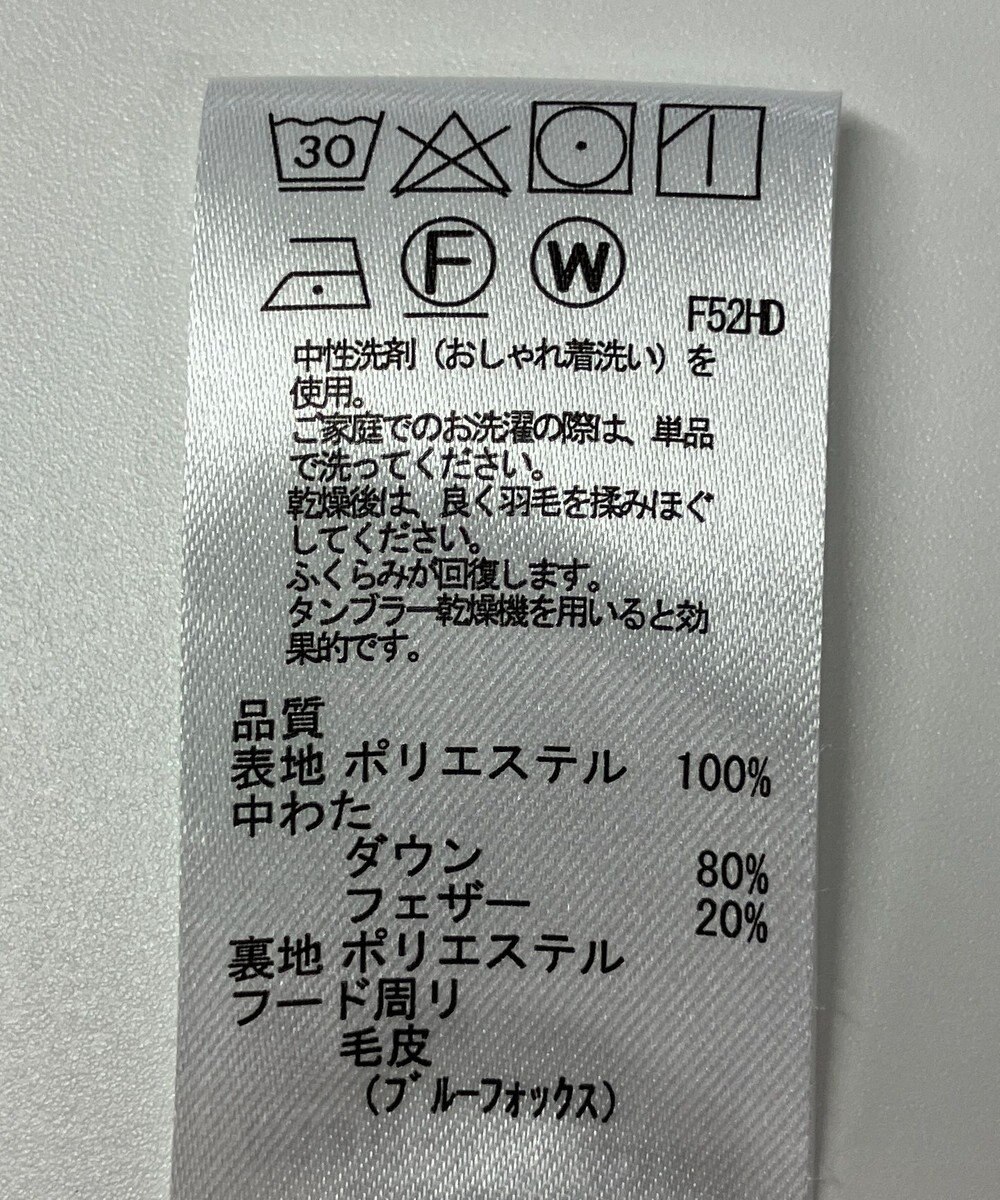 30
F W
F52HD
中性洗剤（おしゃれ着洗い）を
使用。
ご家庭でのお洗濯の際は、単品
で洗ってください。
乾燥後は、良く羽毛を揉みほぐ
してください。
ふくらみが回復します。
タンブラー乾燥機を用いると効
果的です。
品質
表地 ポリエステル 100%
中わた
ダウン 80%
フェザー 20%
裏地 ポリエステル
フード周り
毛皮
（ブルーフォックス）